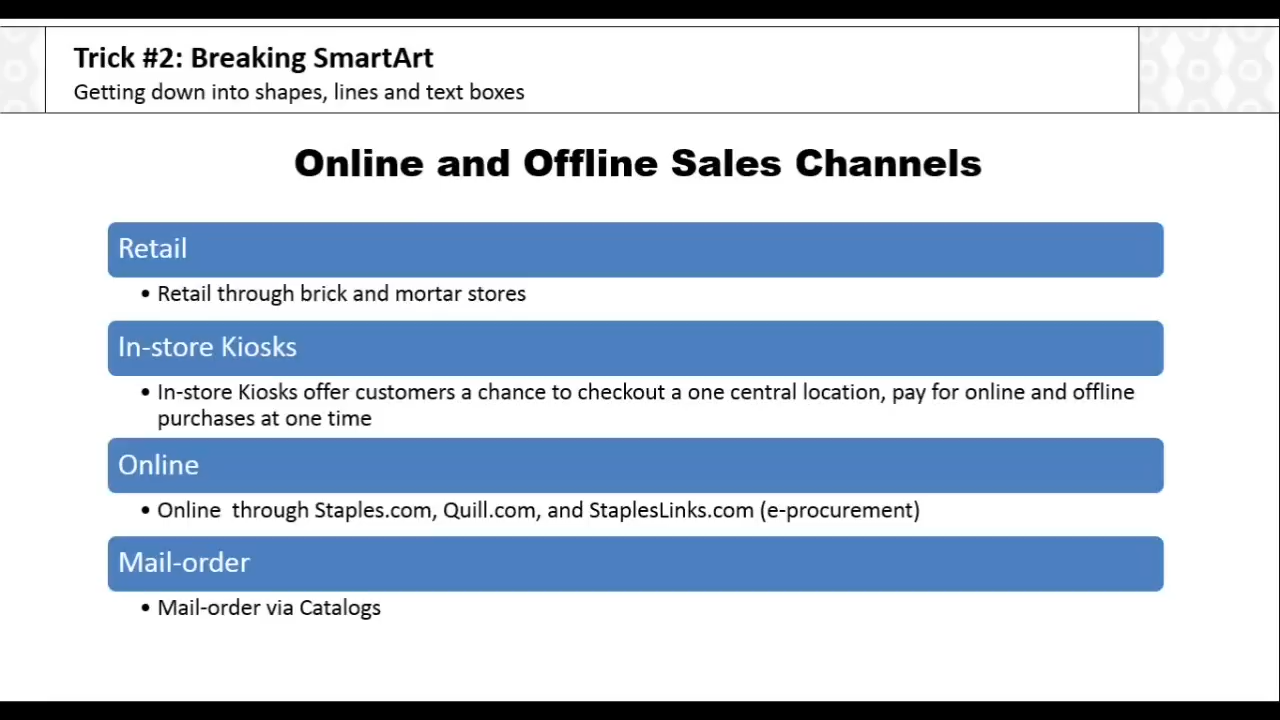 Trick #2: Breaking SmartArt
Getting down into shapes, lines and text boxes
Online and Offline Sales Channels
Retail
• Retail through brick and mortar stores
In-store Kiosks
• In-store Kiosks offer customers a chance to checkout a one central location, pay for online and offline
purchases at one time
Online
• Online  through Staples.com, Quill.com, and StaplesLinks.com (e-procurement)
Mail-order
• Mail-order via Catalogs